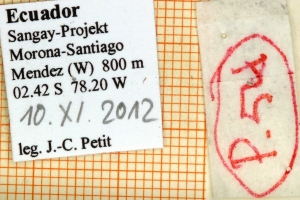 Ecuador
Sangay-Projekt
Morona-Santiago
Mendez (W) 800 m
02.42 S 78.20 W
10. XI. 2012
leg. J.-C. Petit
P.54